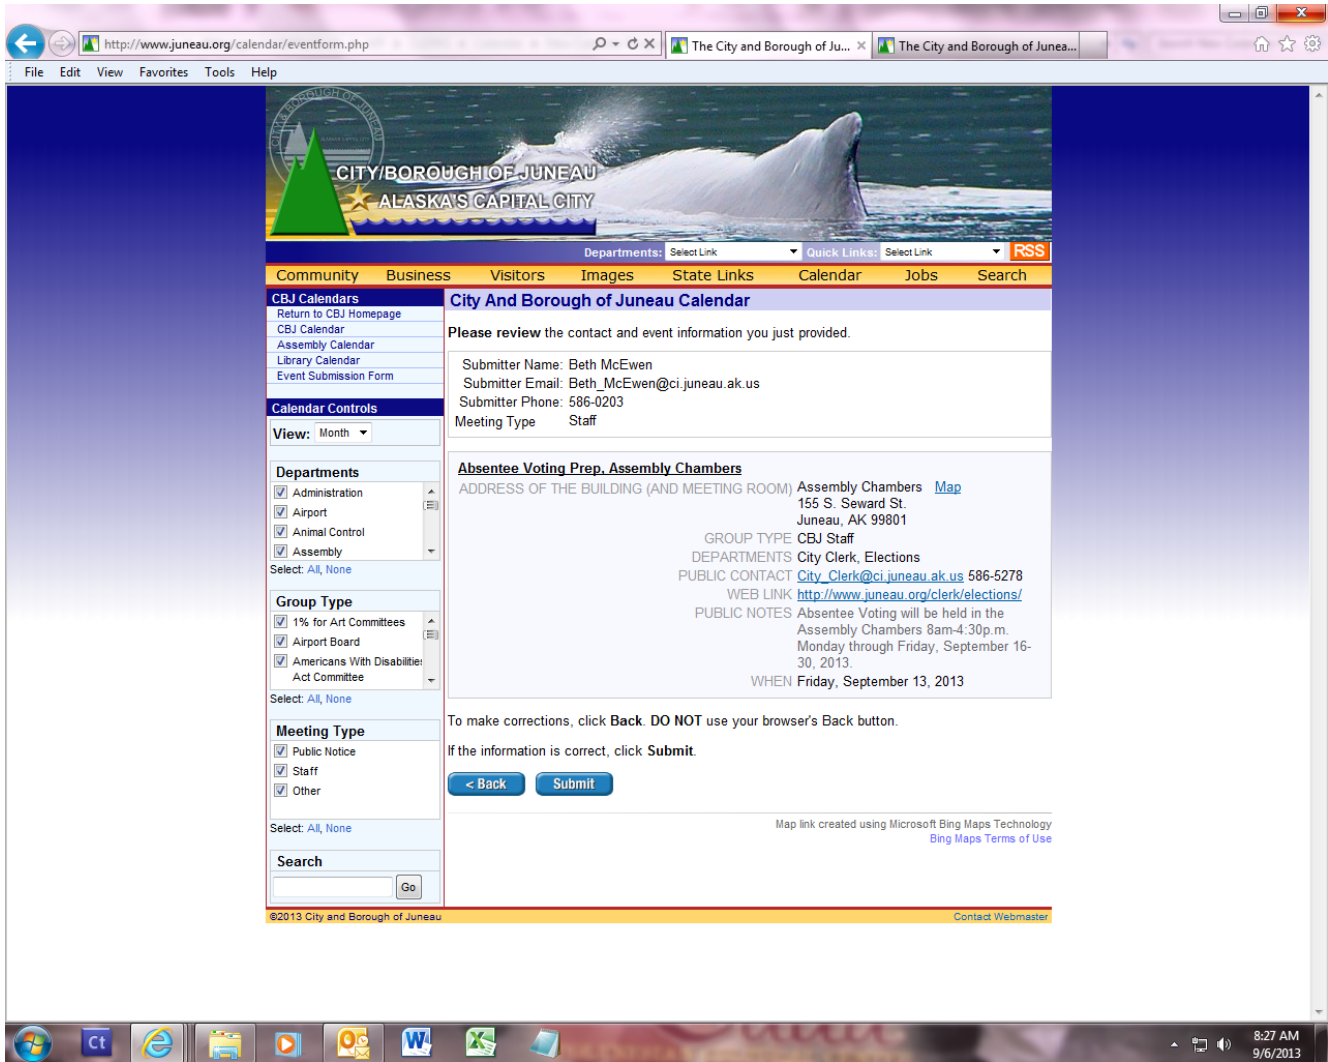 http://www.juneau.org/calendar/eventform.php
The City and Borough of Ju...
The City and Borough of Junea...
File Edit View Favorites Tools Help
CITY/BOROUGH OF JUNEAU
ALASKA'S CAPITAL CITY
Departments: Select Link Quick Links: Select Link RSS
Community Business Visitors Images State Links Calendar Jobs Search
CBJ Calendars
Return to CBJ Homepage
CBJ Calendar
Assembly Calendar
Library Calendar
Event Submission Form
Calendar Controls
View: Month
Departments
Administration
Airport
Animal Control
Assembly
Select: All, None
Group Type
1% for Art Committees
Airport Board
Americans With Disabilities
Act Committee
Select: All, None
Meeting Type
Public Notice
Staff
Other
Select: All, None
Search
Go
City And Borough of Juneau Calendar
Please review the contact and event information you just provided.
Submitter Name: Beth McEwen
Submitter Email: Beth_McEwen@ci.juneau.ak.us
Submitter Phone: 586-0203
Meeting Type Staff
Absentee Voting Prep, Assembly Chambers
ADDRESS OF THE BUILDING (AND MEETING ROOM) Assembly Chambers Map
155 S. Seward St.
Juneau, AK 99801
GROUP TYPE CBJ Staff
DEPARTMENTS City Clerk, Elections
PUBLIC CONTACT City_Clerk@ci.juneau.ak.us 586-5278
WEB LINK http://www.juneau.org/clerk/elections/
PUBLIC NOTES Absentee Voting will be held in the
Assembly Chambers 8am-4:30p.m.
Monday through Friday, September 16-
30, 2013.
WHEN Friday, September 13, 2013
To make corrections, click Back. DO NOT use your browser's Back button.
If the information is correct, click Submit.
< Back Submit
Map link created using Microsoft Bing Maps Technology
Bing Maps Terms of Use
©2013 City and Borough of Juneau Contact Webmaster
Ct
8:27 AM
9/6/2013